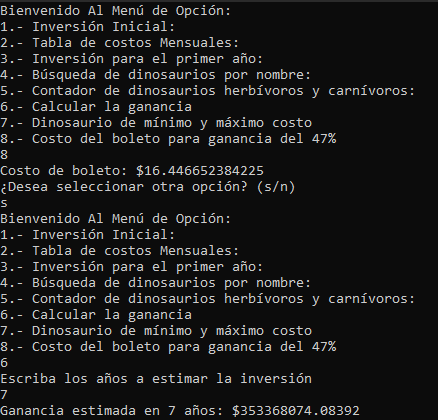 Bienvenido Al Menú de Opción:
1.- Inversión Inicial:
2.- Tabla de costos Mensuales:
3.- Inversión para el primer año:
4.- Búsqueda de dinosaurios por nombre:
5.- Contador de dinosaurios herbívoros y carnívoros:
6.- Calcular la ganancia
7.- Dinosaurio de mínimo y máximo costo
8.- Costo del boleto para ganancia del 47%
8
Costo de boleto: $16.446652384225
¿Desea seleccionar otra opción? (s/n)
s
Bienvenido Al Menú de Opción:
1.- Inversión Inicial:
2.- Tabla de costos Mensuales:
3.- Inversión para el primer año:
4.- Búsqueda de dinosaurios por nombre:
5.- Contador de dinosaurios herbívoros y carnívoros:
6.- Calcular la ganancia
7.- Dinosaurio de mínimo y máximo costo
8.- Costo del boleto para ganancia del 47%
6
Escriba los años a estimar la inversión
7
Ganancia estimada en 7 años: $353368074.08392